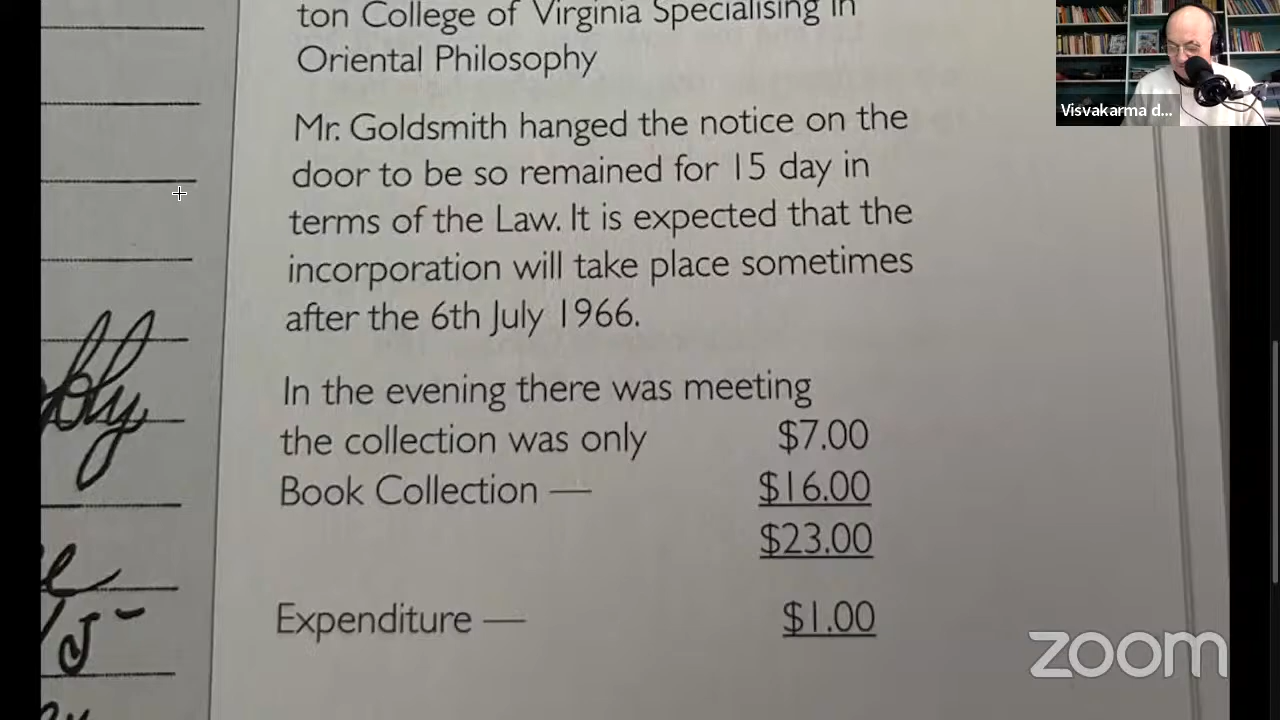 ton College of Virginia Specialising in
Oriental Philosophy
Mr. Goldsmith hanged the notice on the
door to be so remained for 15 day in
terms of the Law. It is expected that the
incorporation will take place sometimes
after the 6th July 1966.
In the evening there was meeting
the collection was only $7.00
Book Collection — $16.00
$23.00
Expenditure — $1.00
Visvakarma d...
zoom